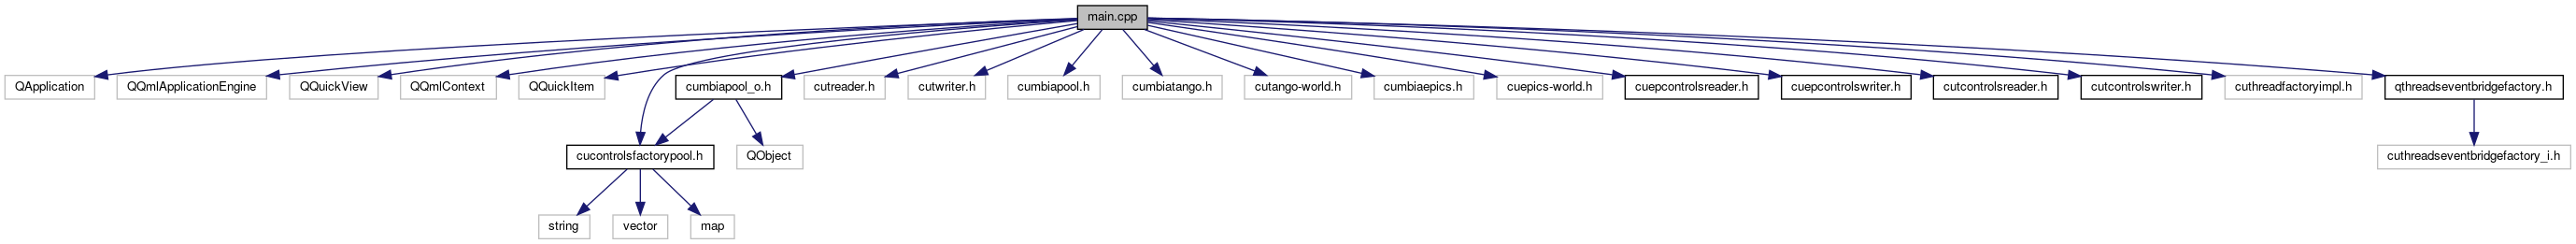 main.cpp
QApplication
QQmlApplicationEngine
QQuickView
QQmlContext
QQuickItem
cumbiapool_o.h
cutreader.h
cutwriter.h
cumbiapool.h
cumbiatango.h
cutango-world.h
cumbiaepics.h
cuepics-world.h
cuepcontrolsreader.h
cuepcontrolswriter.h
cutcontrolsreader.h
cutcontrolswriter.h
cuthreadfactoryimpl.h
qthreadseventbridgefactory.h
cucontrolsfactorypool.h
QObject
cuthreadseventbridgefactory_i.h
string
vector
map